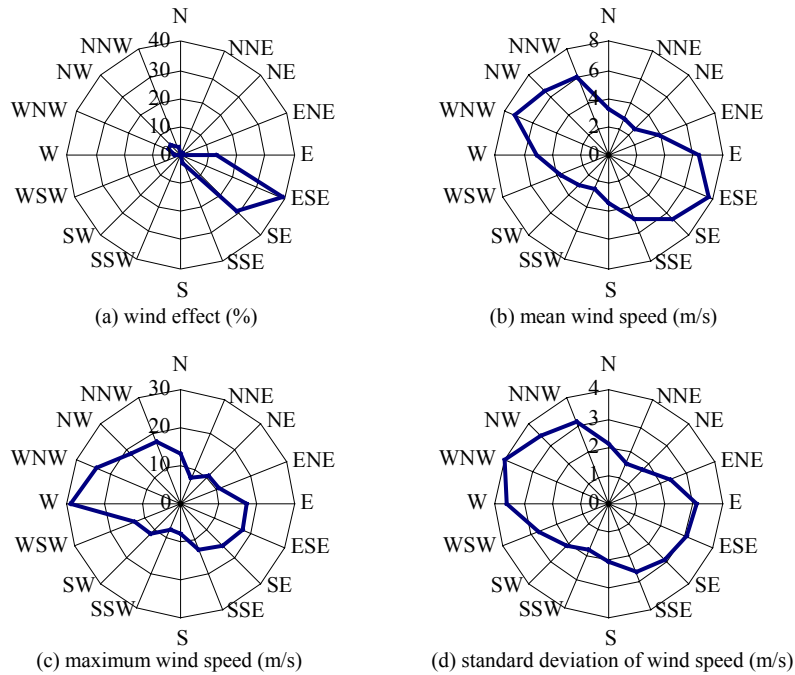 N
NNE
NE
ENE
E
ESE
SE
SSE
S
SSW
SW
WSW
W
WNW
NW
NNW
40
30
20
10
0
(a) wind effect (%)
N
NNE
NE
ENE
E
ESE
SE
SSE
S
SSW
SW
WSW
W
WNW
NW
NNW
8
6
4
2
0
(b) mean wind speed (m/s)
N
NNE
NE
ENE
E
ESE
SE
SSE
S
SSW
SW
WSW
W
WNW
NW
NNW
30
20
10
0
(c) maximum wind speed (m/s)
N
NNE
NE
ENE
E
ESE
SE
SSE
S
SSW
SW
WSW
W
WNW
NW
NNW
4
3
2
1
0
(d) standard deviation of wind speed (m/s)